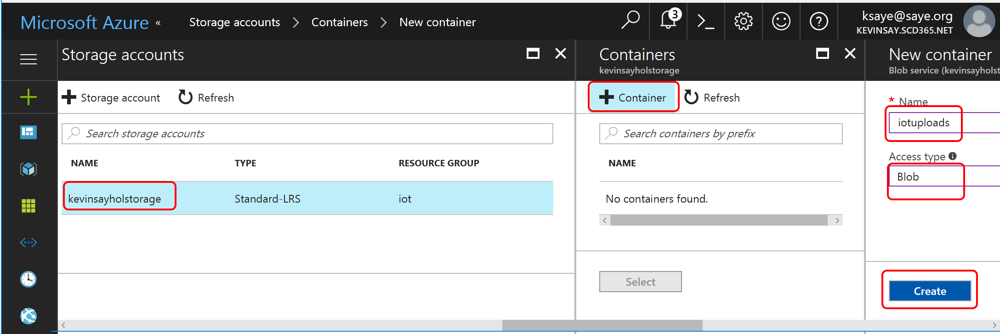 Microsoft Azure « Storage accounts > Containers > New container 3 ksaye@saye.org
KEVINSAY.SCD365.NET
Storage accounts
Storage account Refresh
Search storage accounts
NAME TYPE RESOURCE GROUP
kevinsayholstorage Standard-LRS iot
Containers
kevinsayholstorage
Container Refresh
Search containers by prefix
NAME
No containers found.
Select
New container
Blob service (kevinsayholst
* Name
iotuploads
Access type
Blob
Create